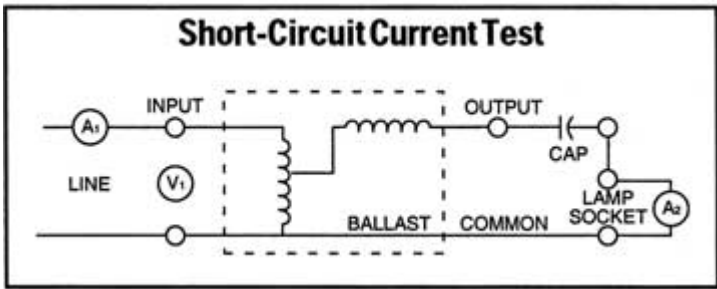 Short-Circuit Current Test
INPUT
OUTPUT
A₁
CAP
LINE
V₁
LAMP
SOCKET
A₂
BALLAST
COMMON